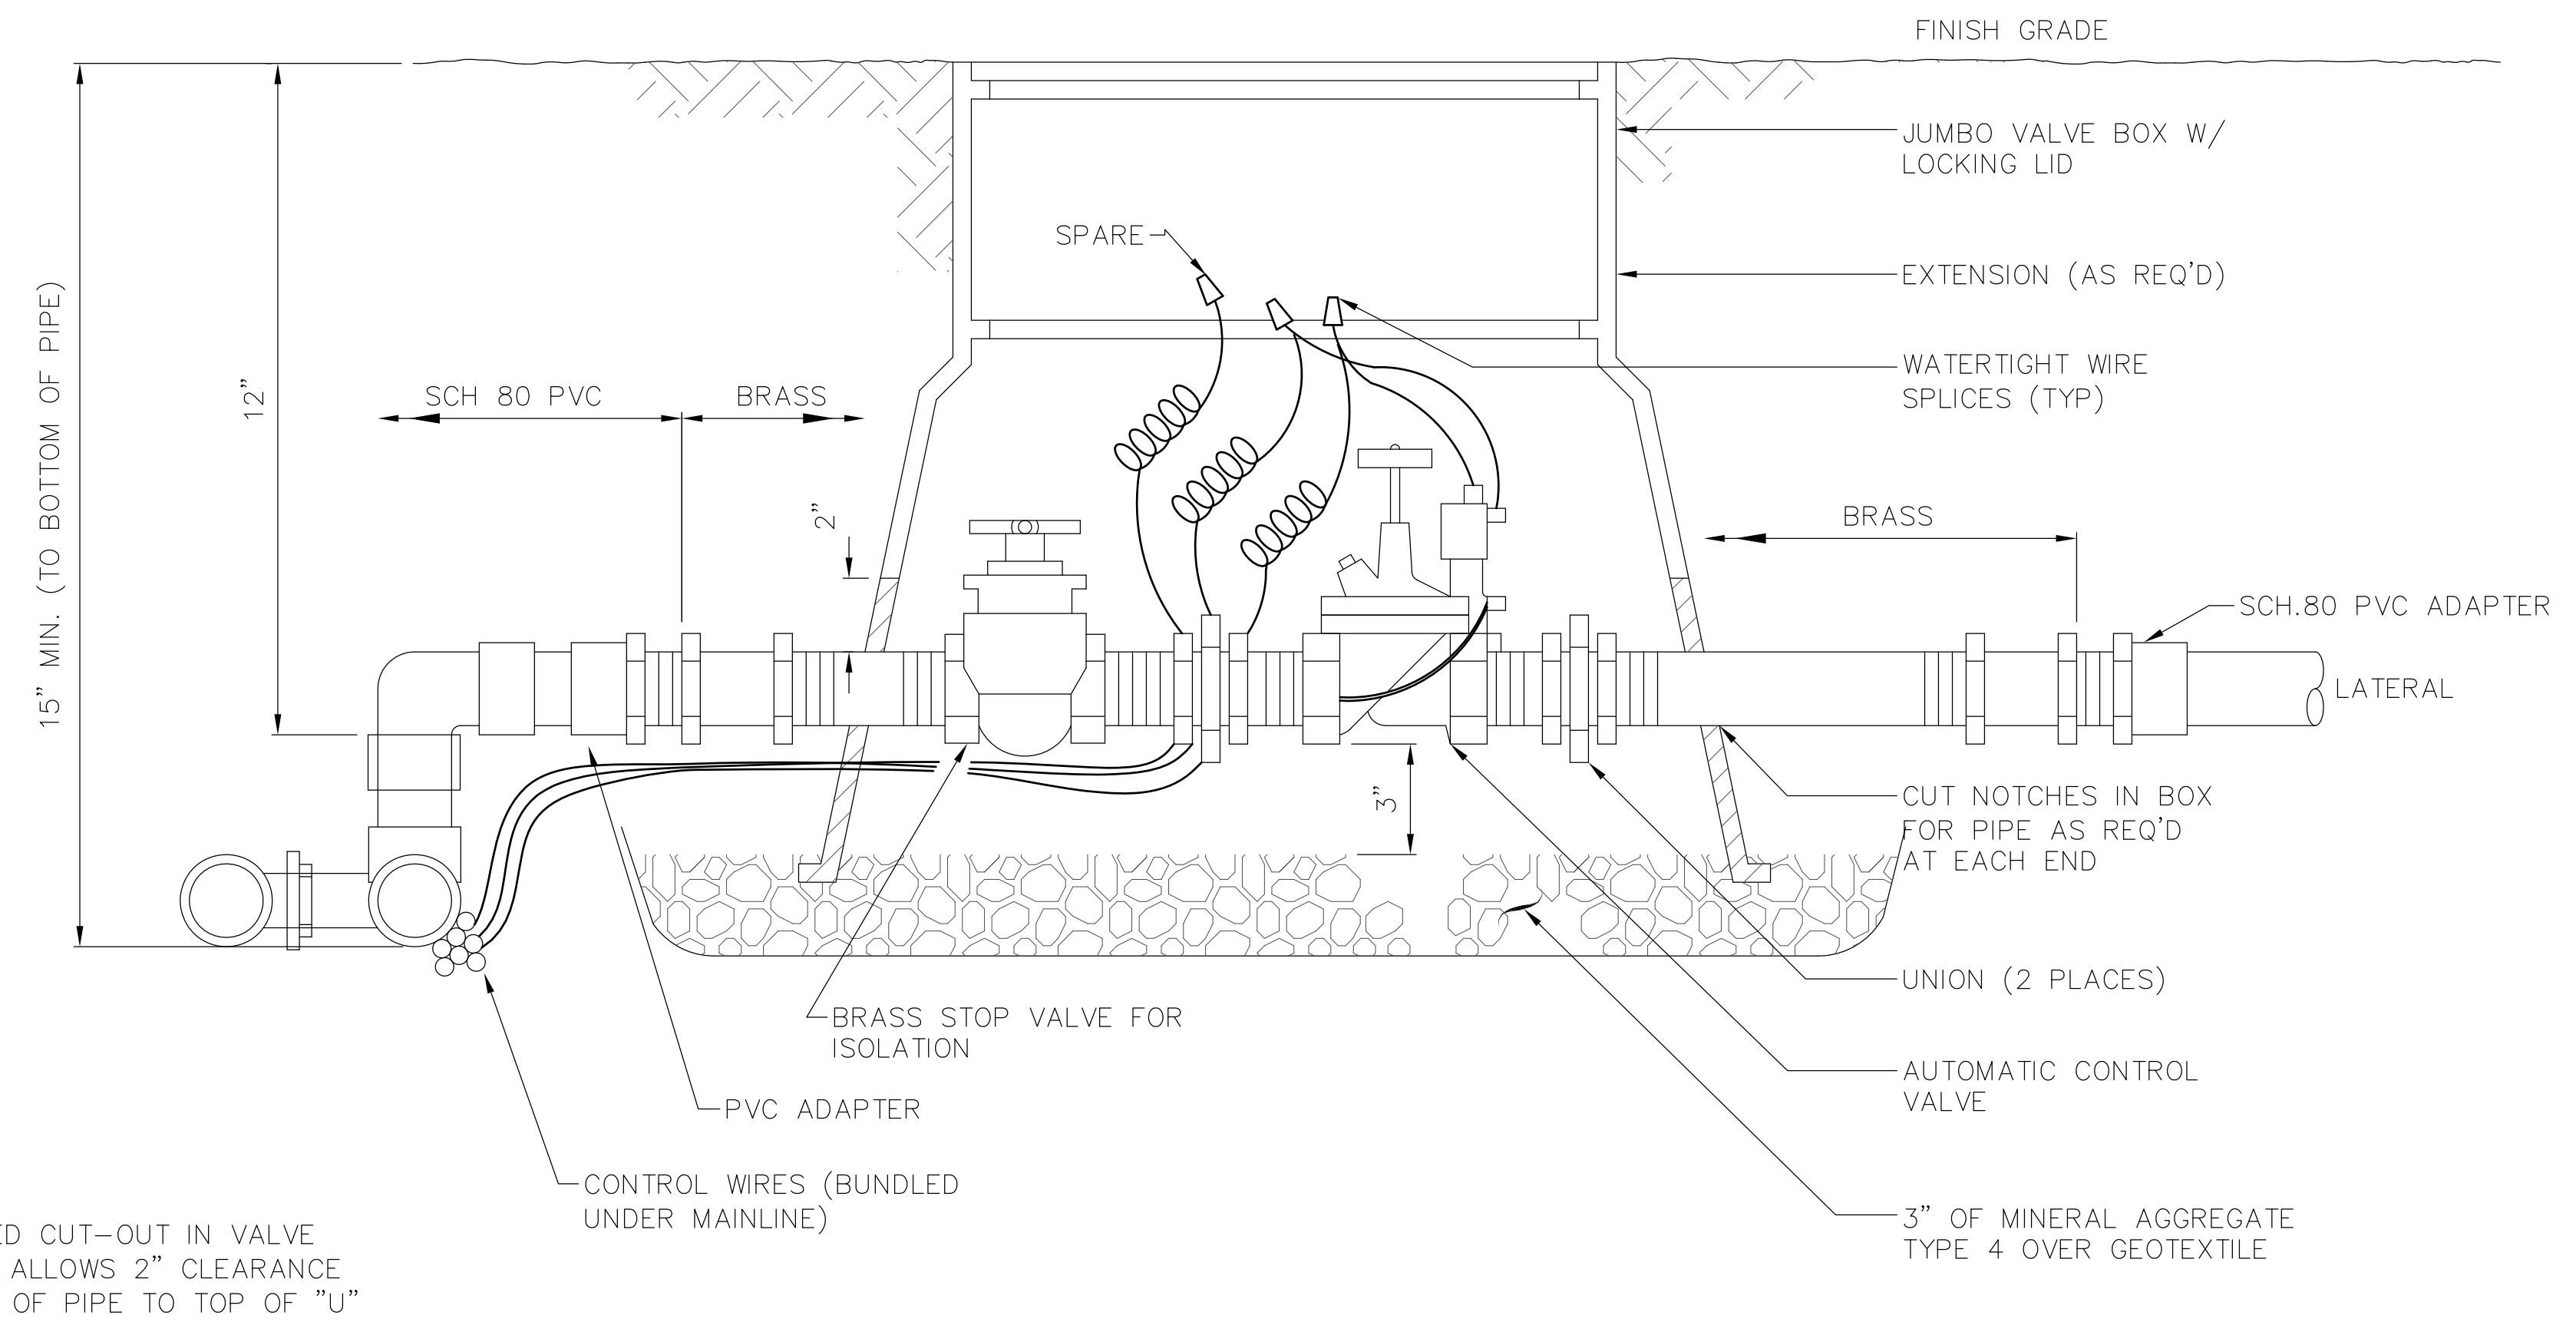 FINISH GRADE
JUMBO VALVE BOX W/
LOCKING LID
SPARE
EXTENSION (AS REQ'D)
WATERTIGHT WIRE
SPLICES (TYP)
15" MIN. (TO BOTTOM OF PIPE)
12"
SCH 80 PVC
BRASS
2"
BRASS
SCH.80 PVC ADAPTER
LATERAL
3"
CUT NOTCHES IN BOX
FOR PIPE AS REQ'D
AT EACH END
UNION (2 PLACES)
BRASS STOP VALVE FOR
ISOLATION
AUTOMATIC CONTROL
VALVE
PVC ADAPTER
CONTROL WIRES (BUNDLED
UNDER MAINLINE)
3" OF MINERAL AGGREGATE
TYPE 4 OVER GEOTEXTILE
CUT-OUT IN VALVE
ALLOWS 2" CLEARANCE
OF PIPE TO TOP OF "U"